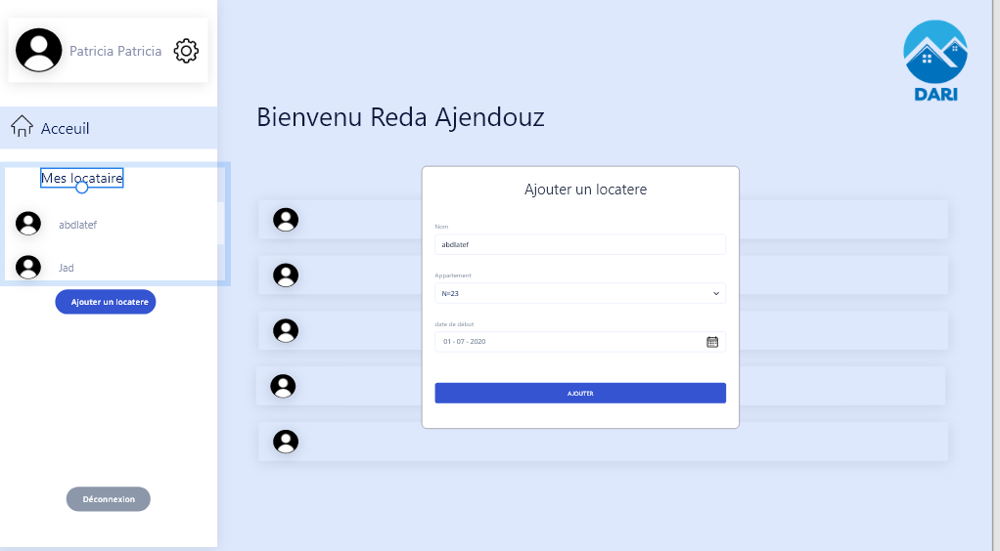 Patricia Patricia
DARI
Acceuil
Bienvenu Reda Ajendouz
Mes locataire
abdlatef
Jad
Ajouter un locatere
Déconnexion
Ajouter un locatere
Nom
abdlatef
Appartement
N=23
date de début
01 - 07 - 2020
AJOUTER